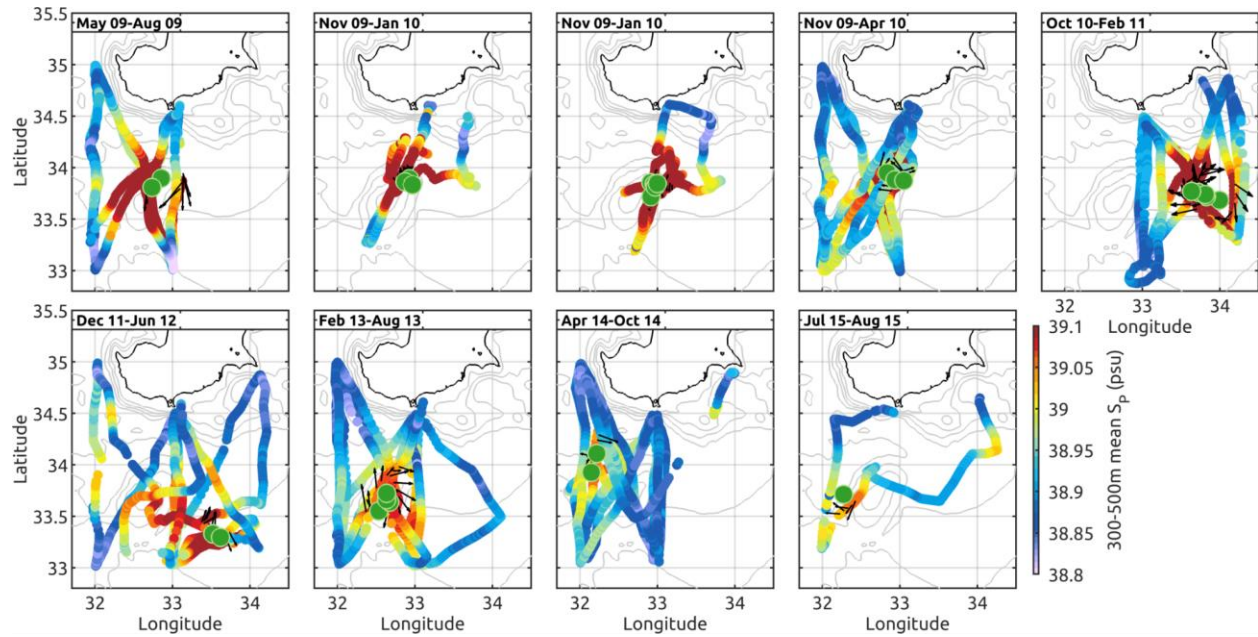 May 09-Aug 09
Nov 09-Jan 10
Nov 09-Jan 10
Nov 09-Apr 10
Oct 10-Feb 11
35.5
35
34.5
34
33.5
33
Latitude
32
33
34
Longitude
Dec 11-Jun 12
Feb 13-Aug 13
Apr 14-Oct 14
Jul 15-Aug 15
35.5
35
34.5
34
33.5
33
Latitude
32
33
34
Longitude
32
33
34
Longitude
32
33
34
Longitude
32
33
34
Longitude
39.1
39.05
39
38.95
38.9
38.85
38.8
300-500m mean S_P (psu)